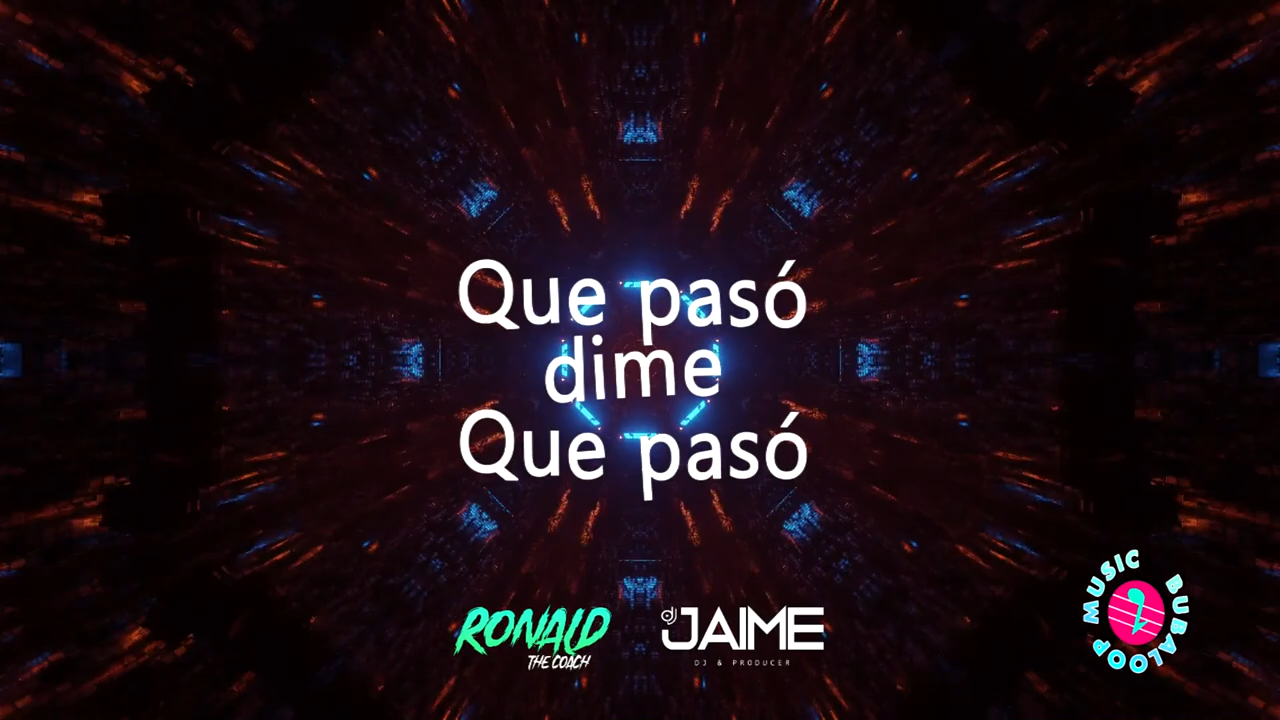 Que pasó
dime
Que pasó
RONALD
THE COACH
dj JAIME
DJ & PRODUCER
MUSIC BUBALOOP